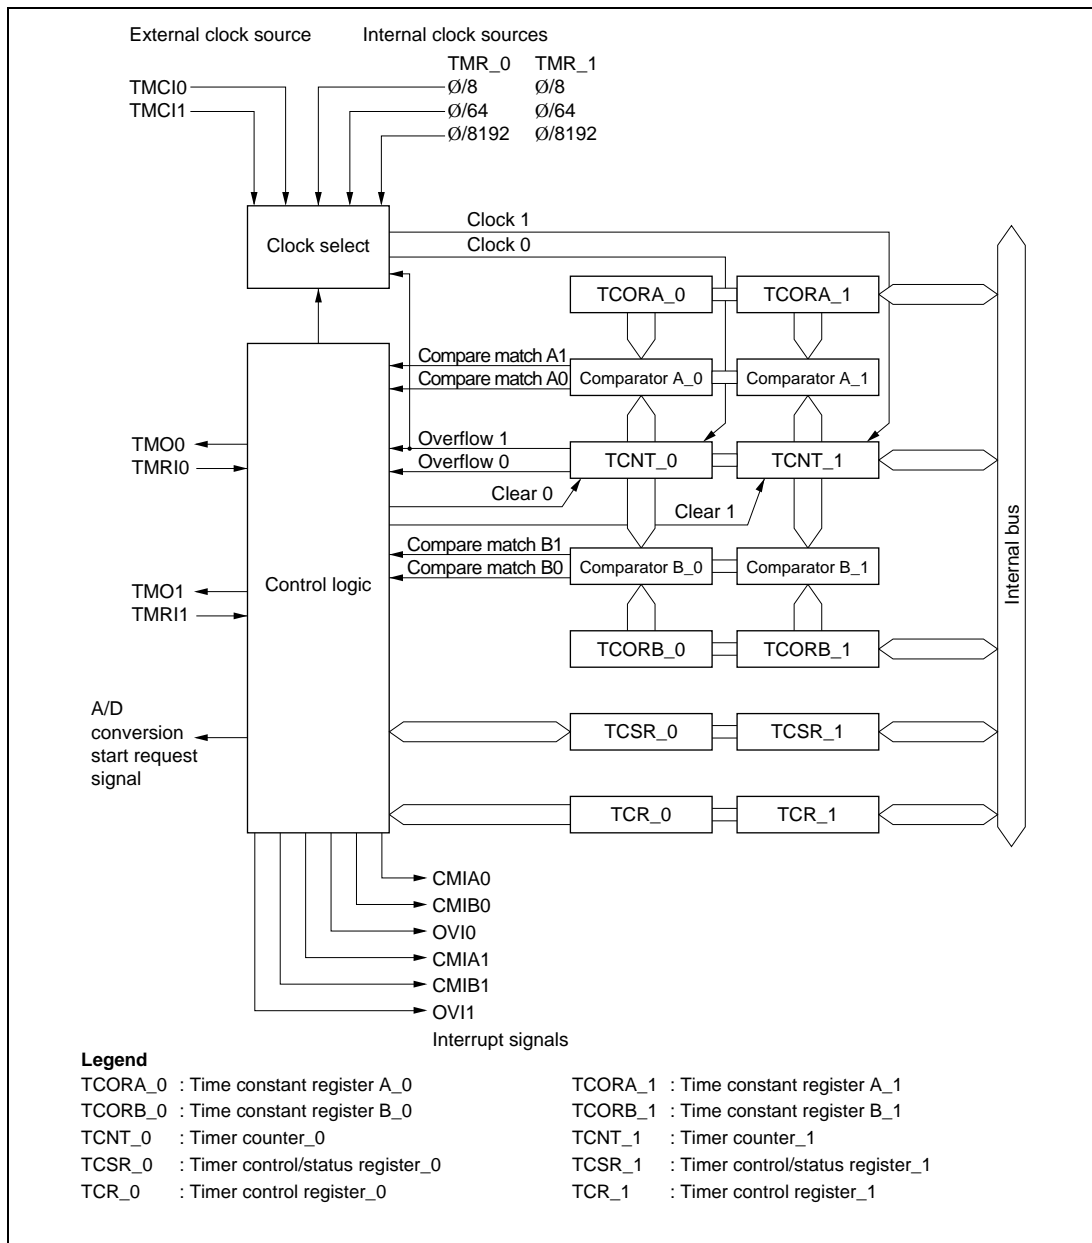 External clock source
Internal clock sources
TMR_0 TMR_1
TMCI0
Ø/8 Ø/8
TMCI1
Ø/64 Ø/64
Ø/8192 Ø/8192
Clock select
Clock 1
Clock 0
TCORA_0
TCORA_1
Compare match A1
Compare match A0
Comparator A_0
Comparator A_1
TMO0
TMRI0
Overflow 1
Overflow 0
TCNT_0
TCNT_1
Clear 0
Clear 1
Compare match B1
Compare match B0
Comparator B_0
Comparator B_1
Control logic
TMO1
TMRI1
Internal bus
TCORB_0
TCORB_1
A/D
conversion
start request
signal
TCSR_0
TCSR_1
TCR_0
TCR_1
CMIA0
CMIB0
OVI0
CMIA1
CMIB1
OVI1
Interrupt signals
Legend
TCORA_0 : Time constant register A_0
TCORB_0 : Time constant register B_0
TCNT_0 : Timer counter_0
TCSR_0 : Timer control/status register_0
TCR_0 : Timer control register_0
TCORA_1 : Time constant register A_1
TCORB_1 : Time constant register B_1
TCNT_1 : Timer counter_1
TCSR_1 : Timer control/status register_1
TCR_1 : Timer control register_1